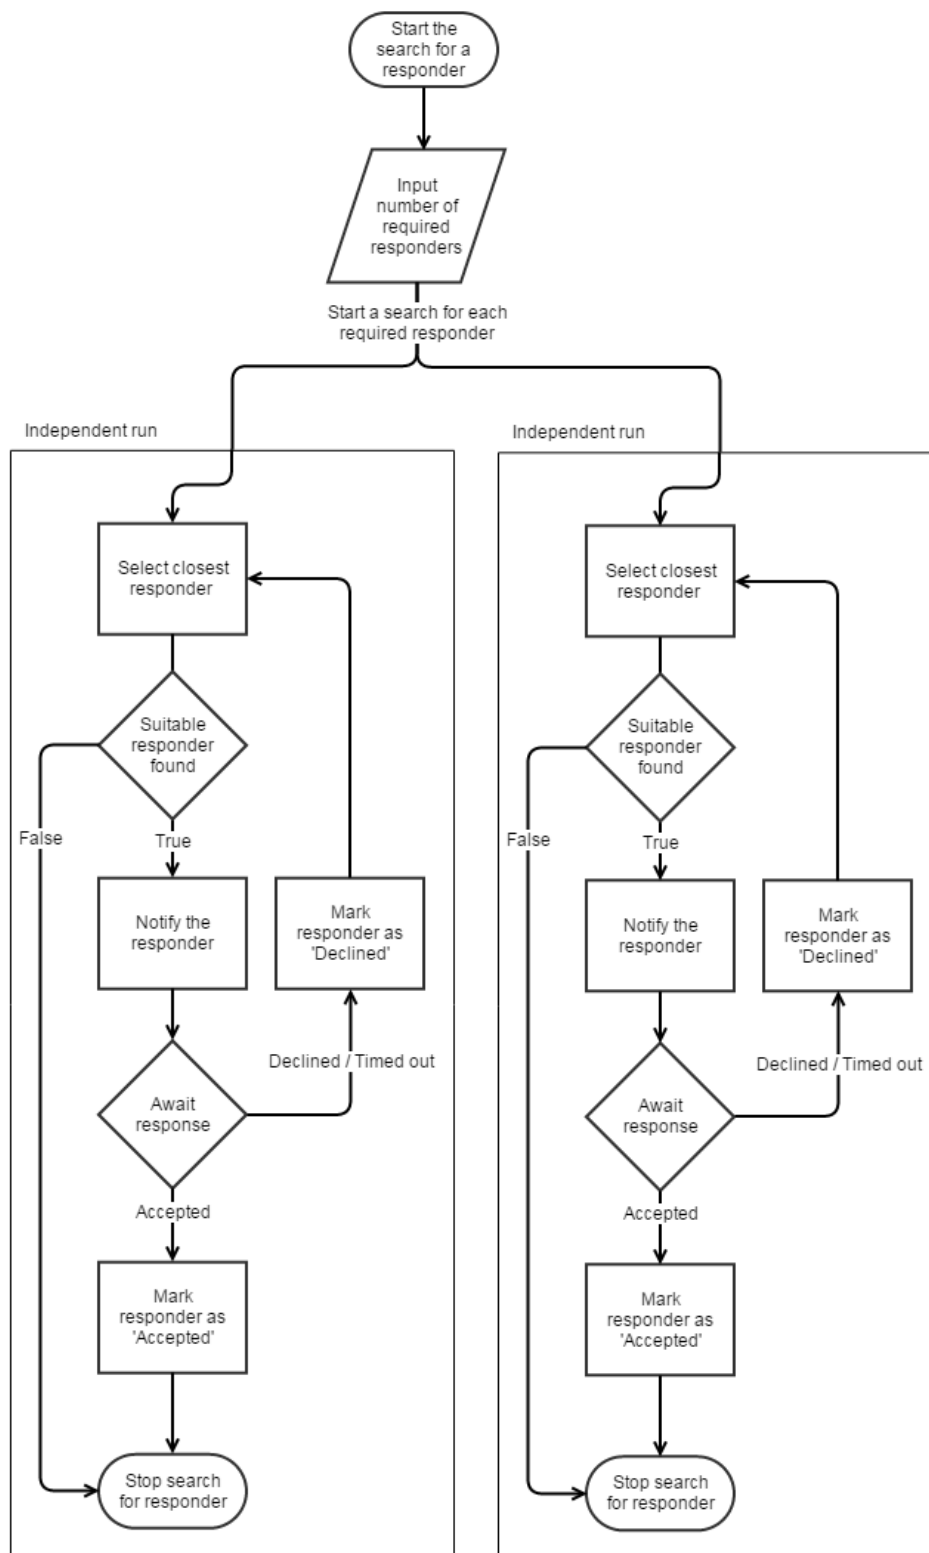 Start the
search for a
responder
Input
number of
required
responders
Start a search for each
required responder
Independent run
Select closest
responder
Suitable
responder
found
False
True
Notify the
responder
Mark
responder as
'Declined'
Declined / Timed out
Await
response
Accepted
Mark
responder as
'Accepted'
Stop search
for responder
Independent run
Select closest
responder
Suitable
responder
found
False
True
Notify the
responder
Mark
responder as
'Declined'
Declined / Timed out
Await
response
Accepted
Mark
responder as
'Accepted'
Stop search
for responder